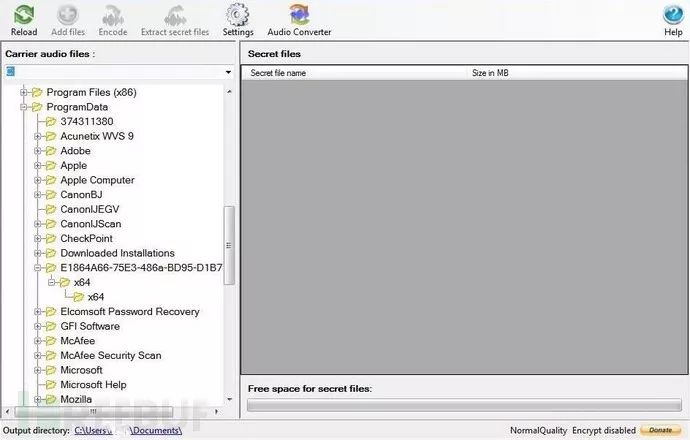 Reload Add files Encode Extract secret files Settings Audio Converter Help
Carrier audio files :
Secret files
Secret file name Size in MB
Program Files (x86)
ProgramData
374311380
Acunetix WVS 9
Adobe
Apple
Apple Computer
CanonBJ
CanonIJEGV
CanonIJScan
CheckPoint
Downloaded Installations
E1864A66-75E3-486a-BD95-D1B7
x64
x64
Elcomsoft Password Recovery
GFI Software
McAfee
McAfee Security Scan
Microsoft
Microsoft Help
Mozilla
Free space for secret files:
Output directory: C:\Users\ \Documents\ NormalQuality Encrypt disabled Donate